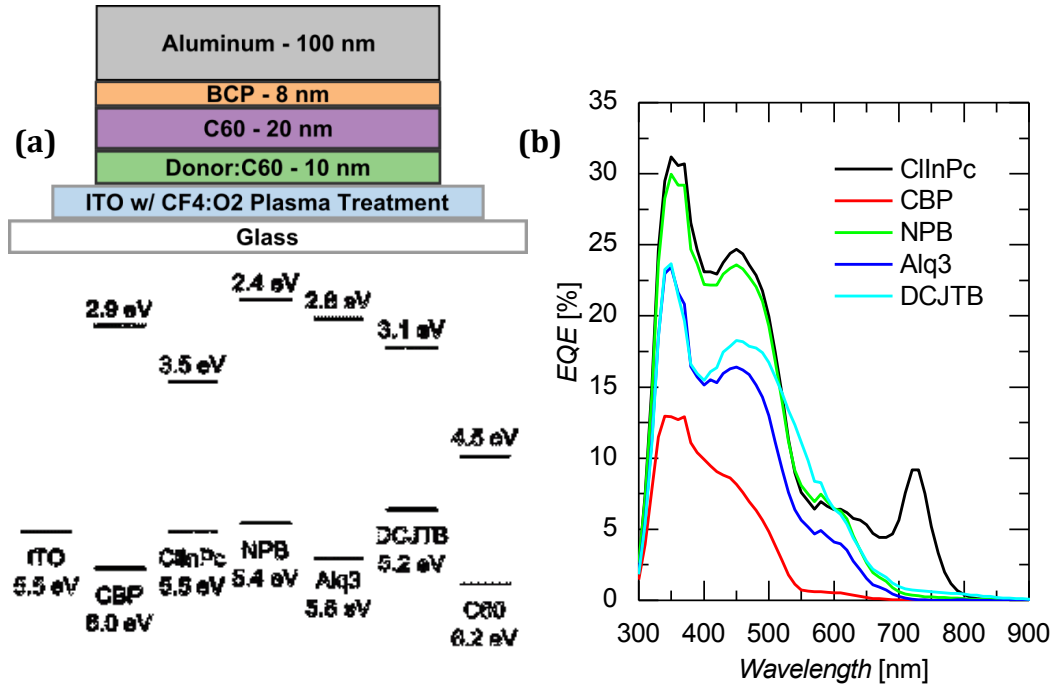 (a)
Aluminum - 100 nm
BCP - 8 nm
C60 - 20 nm
Donor:C60 - 10 nm
ITO w/ CF4:O2 Plasma Treatment
Glass
2.9 eV
3.5 eV
2.4 eV
2.8 eV
3.1 eV
4.5 eV
ITO
5.5 eV
CBP
6.0 eV
ClInPc
5.5 eV
NPB
5.4 eV
Alq3
5.6 eV
DCJTB
5.2 eV
C60
6.2 eV
(b)
35
30
25
20
15
10
5
0
EQE [%]
ClInPc
CBP
NPB
Alq3
DCJTB
300 400 500 600 700 800 900
Wavelength [nm]